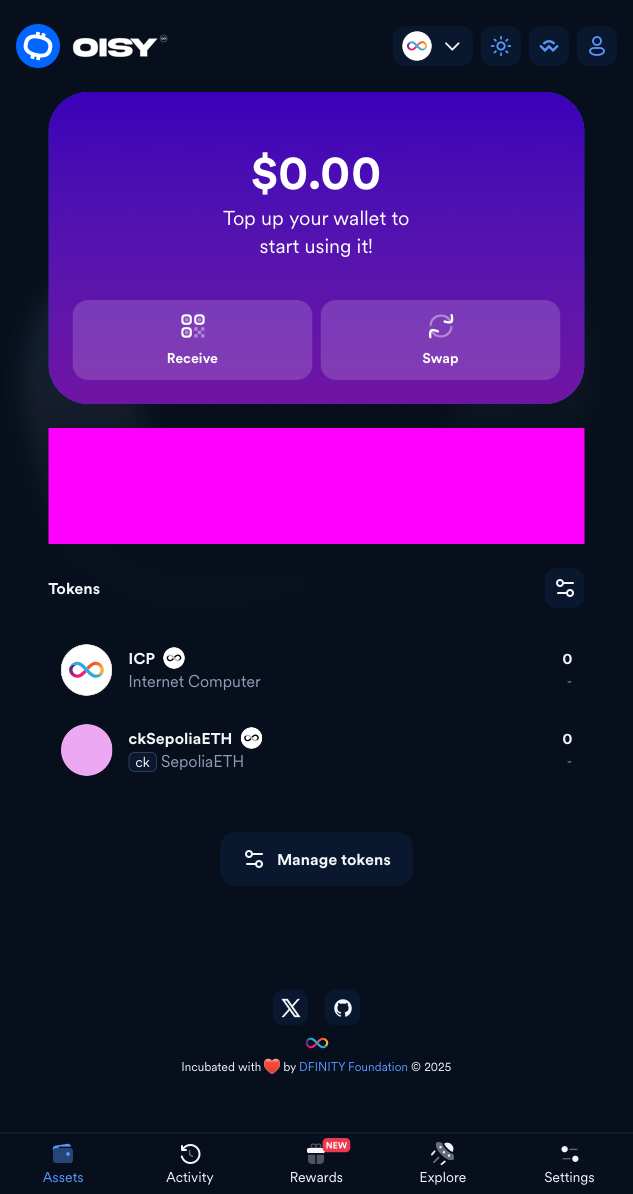 OISY
$0.00
Top up your wallet to
start using it!
Receive
Swap
Tokens
ICP
Internet Computer
0
-
ckSepoliaETH
ck SepoliaETH
0
-
Manage tokens
Incubated with ❤️ by DFINITY Foundation © 2025
NEW
Assets
Activity
Rewards
Explore
Settings